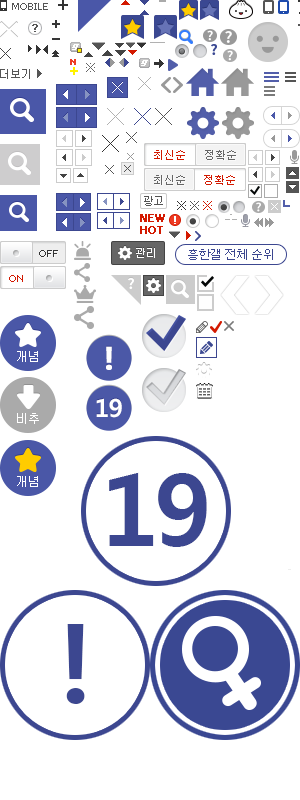 MOBILE
더보기
N
최신순 정확순
최신순 정확순
광고
NEW
HOT
OFF
ON
관리
흥한갤 전체 순위
개념
비추
19
개념
19